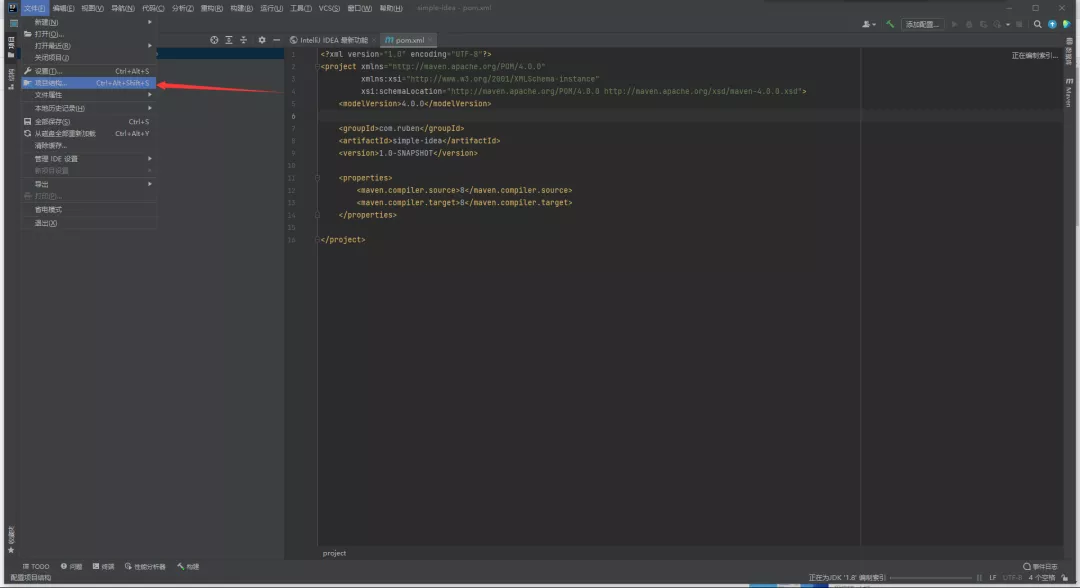 文件(F) 编辑(E) 视图(V) 导航(N) 代码(C) 分析(Z) 重构(R) 构建(B) 运行(U) 工具(T) VCS(S) 窗口(W) 帮助(H) simple-idea - pom.xml
新建(N)
打开(O)...
打开最近(R)
关闭项目(J)
设置(T)... Ctrl+Alt+S
项目结构... Ctrl+Alt+Shift+S
文件属性
本地历史记录(H)
全部保存(S) Ctrl+S
从磁盘全部重新加载 Ctrl+Alt+Y
清除缓存...
管理 IDE 设置
新项目设置
导出
打印(P)...
省电模式
退出(X)
添加配置...
IntelliJ IDEA 最新功能 pom.xml
正在编制索引...
1 <?xml version="1.0" encoding="UTF-8"?>
2 <project xmlns="http://maven.apache.org/POM/4.0.0"
3 xmlns:xsi="http://www.w3.org/2001/XMLSchema-instance"
4 xsi:schemaLocation="http://maven.apache.org/POM/4.0.0 http://maven.apache.org/xsd/maven-4.0.0.xsd">
5 <modelVersion>4.0.0</modelVersion>
6
7 <groupId>com.ruben</groupId>
8 <artifactId>simple-idea</artifactId>
9 <version>1.0-SNAPSHOT</version>
10
11 <properties>
12 <maven.compiler.source>8</maven.compiler.source>
13 <maven.compiler.target>8</maven.compiler.target>
14 </properties>
15
16 </project>
数据库
Maven
project
TODO 问题 终端 性能分析器 构建 事件日志
配置项目结构 正在为JDK '1.8' 编制索引 LF UTF-8 4 个空格